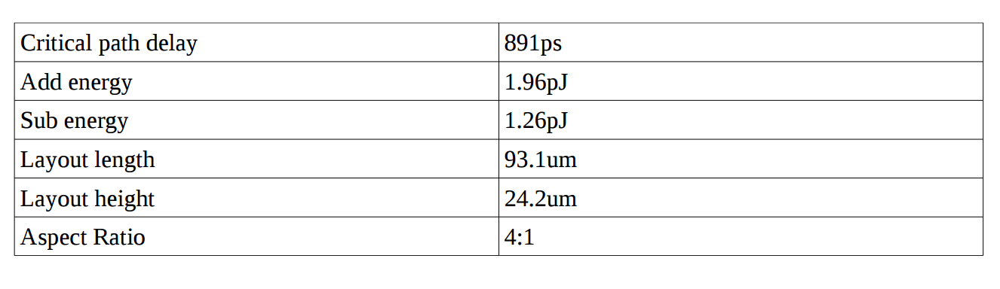 Critical path delay 891ps
Add energy 1.96pJ
Sub energy 1.26pJ
Layout length 93.1um
Layout height 24.2um
Aspect Ratio 4:1